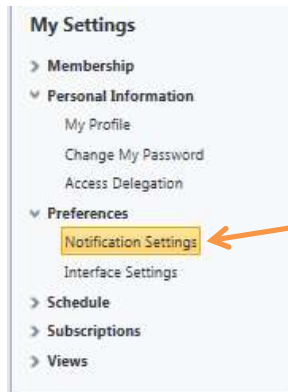 My Settings
Membership
Personal Information
My Profile
Change My Password
Access Delegation
Preferences
Notification Settings
Interface Settings
Schedule
Subscriptions
Views